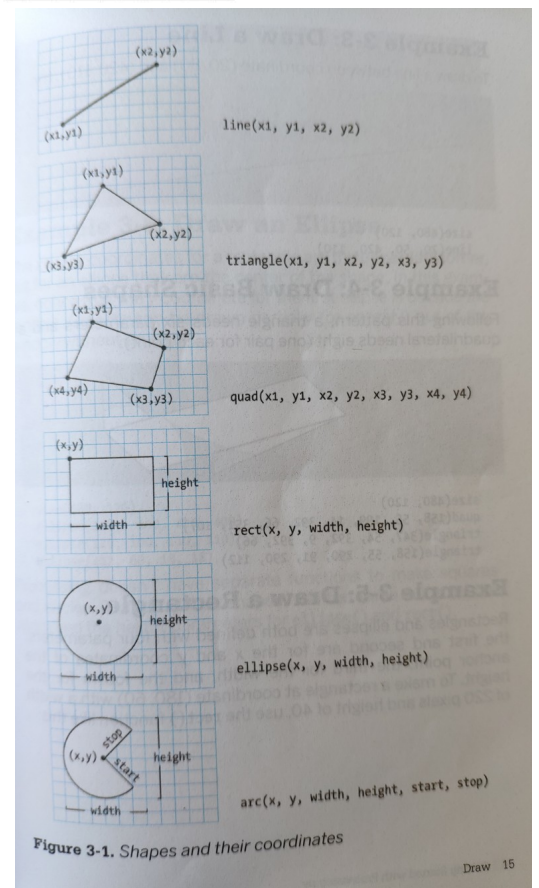 (x2,y2)
(x1,y1)
line(x1, y1, x2, y2)
(x1,y1)
(x2,y2)
(x3,y3)
triangle(x1, y1, x2, y2, x3, y3)
(x1,y1)
(x2,y2)
(x4,y4)
(x3,y3)
quad(x1, y1, x2, y2, x3, y3, x4, y4)
(x,y)
height
width
rect(x, y, width, height)
(x,y)
height
width
ellipse(x, y, width, height)
stop
(x,y)
start
height
width
arc(x, y, width, height, start, stop)
Figure 3-1. Shapes and their coordinates
Draw 15